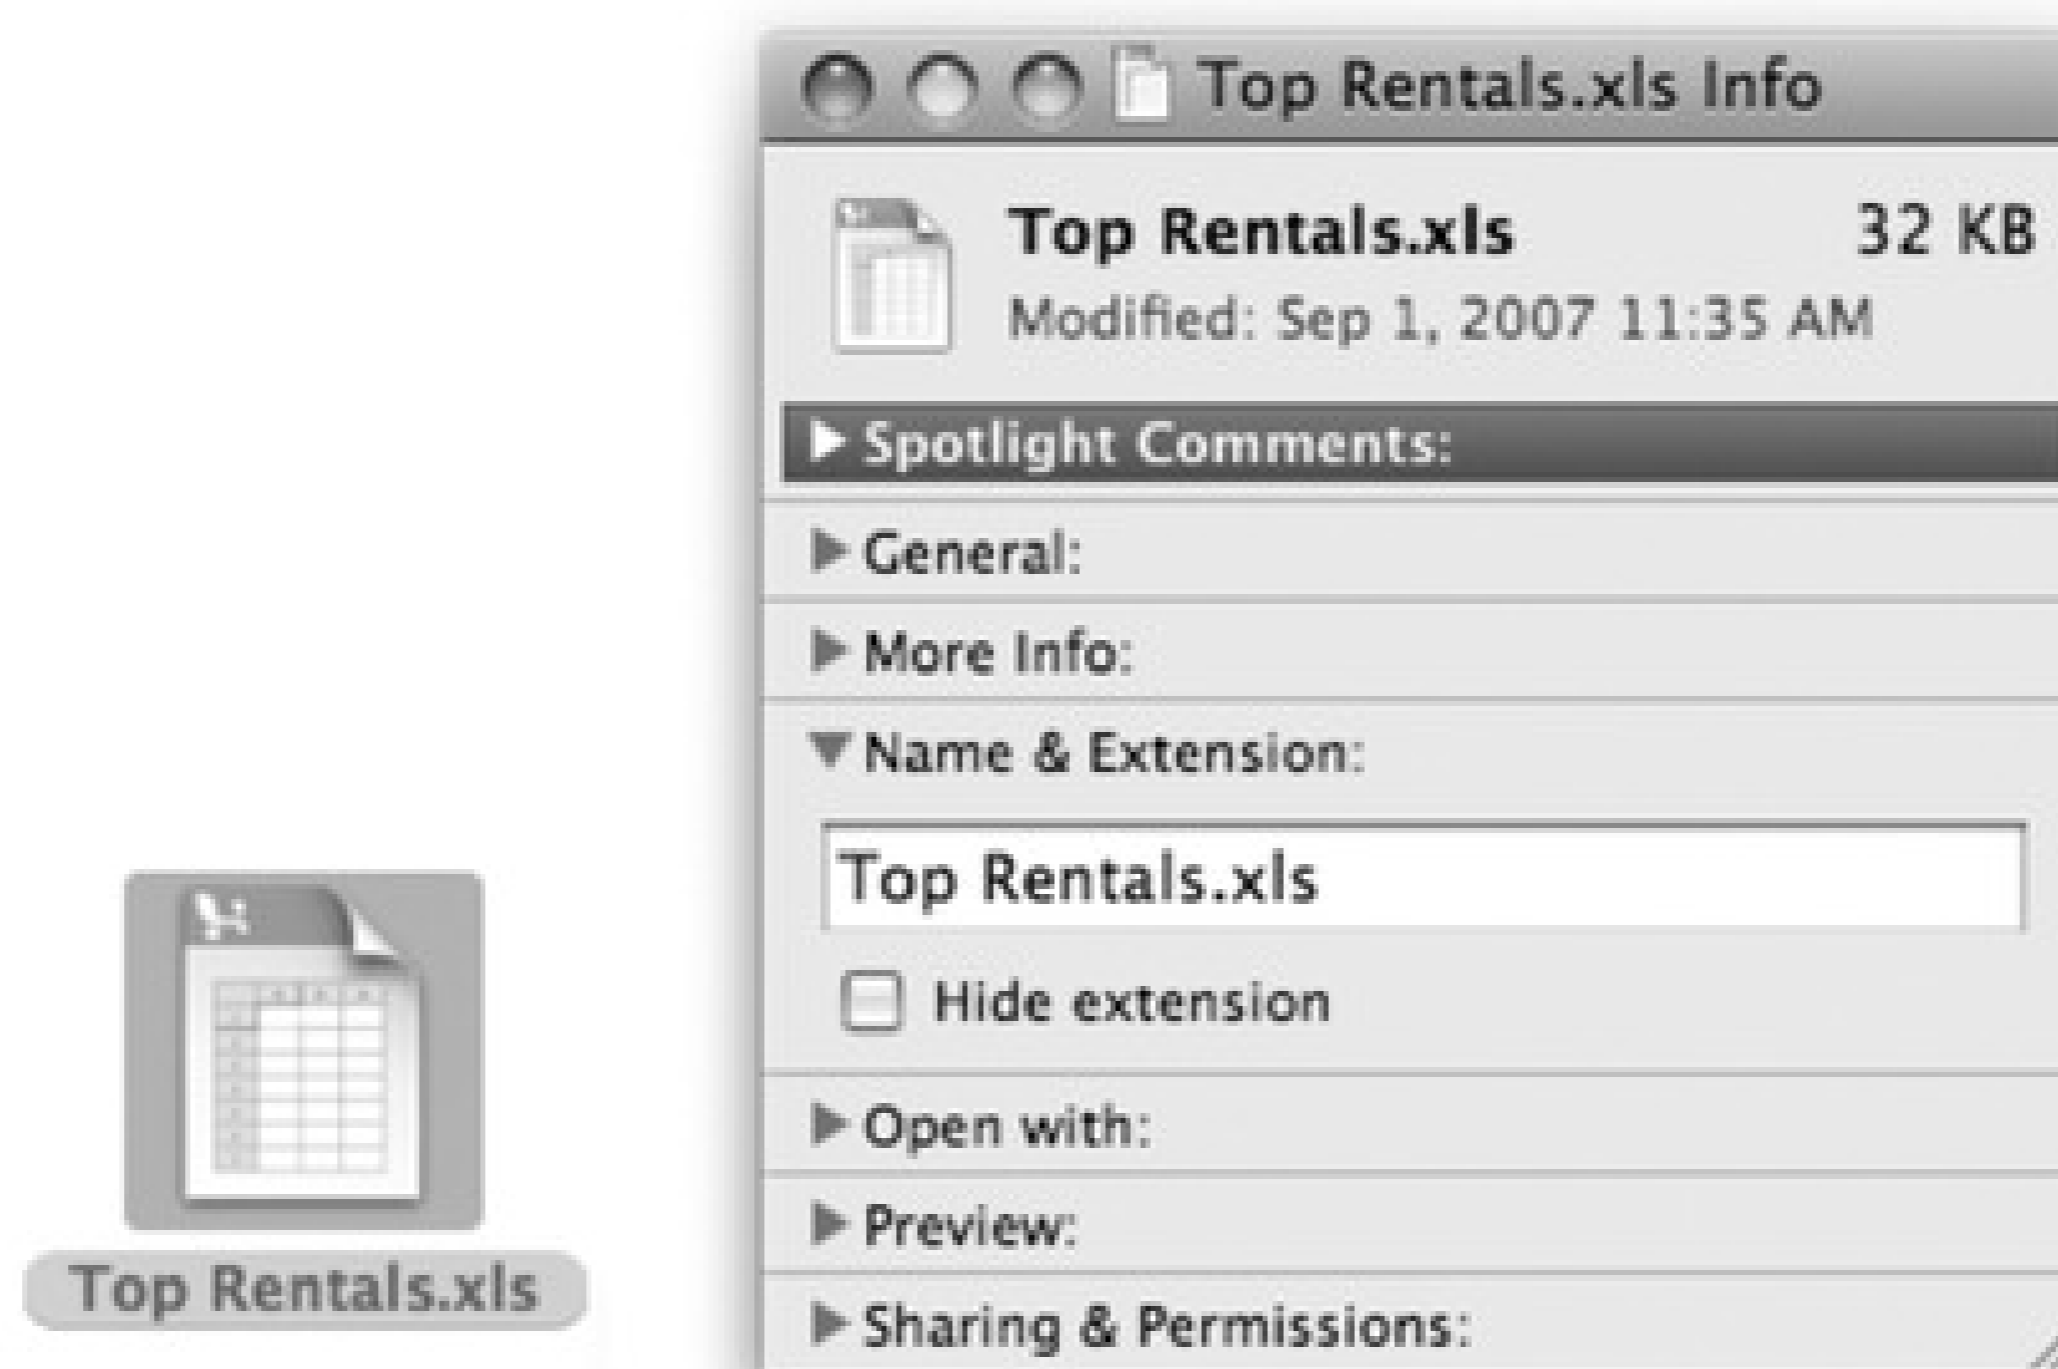 Top Rentals.xls Info
Top Rentals.xls 32 KB
Modified: Sep 1, 2007 11:35 AM
Spotlight Comments:
General:
More Info:
Name & Extension:
Top Rentals.xls
Hide extension
Open with:
Preview:
Sharing & Permissions:
Top Rentals.xls